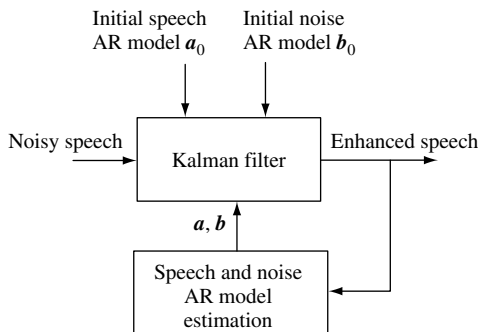 Initial speech
AR model a₀
Initial noise
AR model b₀
Noisy speech
Kalman filter
Enhanced speech
a, b
Speech and noise
AR model
estimation